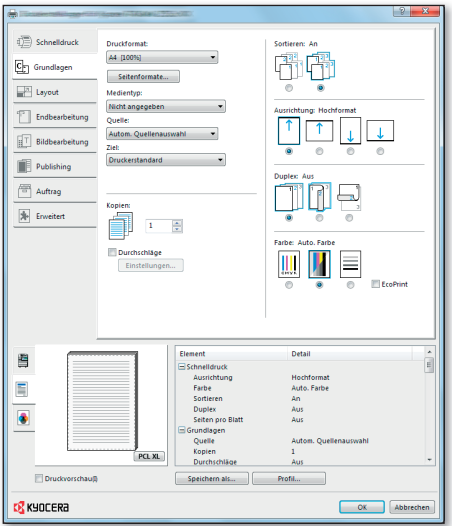 Schnelldruck
Grundlagen
Layout
Endbearbeitung
Bildbearbeitung
Publishing
Auftrag
Erweitert
Druckformat:
A4 [100%]
Seitenformate...
Medientyp:
Nicht angegeben
Quelle:
Autom. Quellenauswahl
Ziel:
Druckerstandard
Kopien:
1
Durchschläge
Einstellungen...
Sortieren: An
Ausrichtung: Hochformat
Duplex: Aus
Farbe: Auto. Farbe
CMYK
EcoPrint
PCL XL
Druckvorschau(l)
Element Detail
Schnelldruck
Ausrichtung Hochformat
Farbe Auto. Farbe
Sortieren An
Duplex Aus
Seiten pro Blatt Aus
Grundlagen
Quelle Autom. Quellenauswahl
Kopien 1
Durchschläge Aus
Speichern als... Profil...
KYOCERA
OK Abbrechen